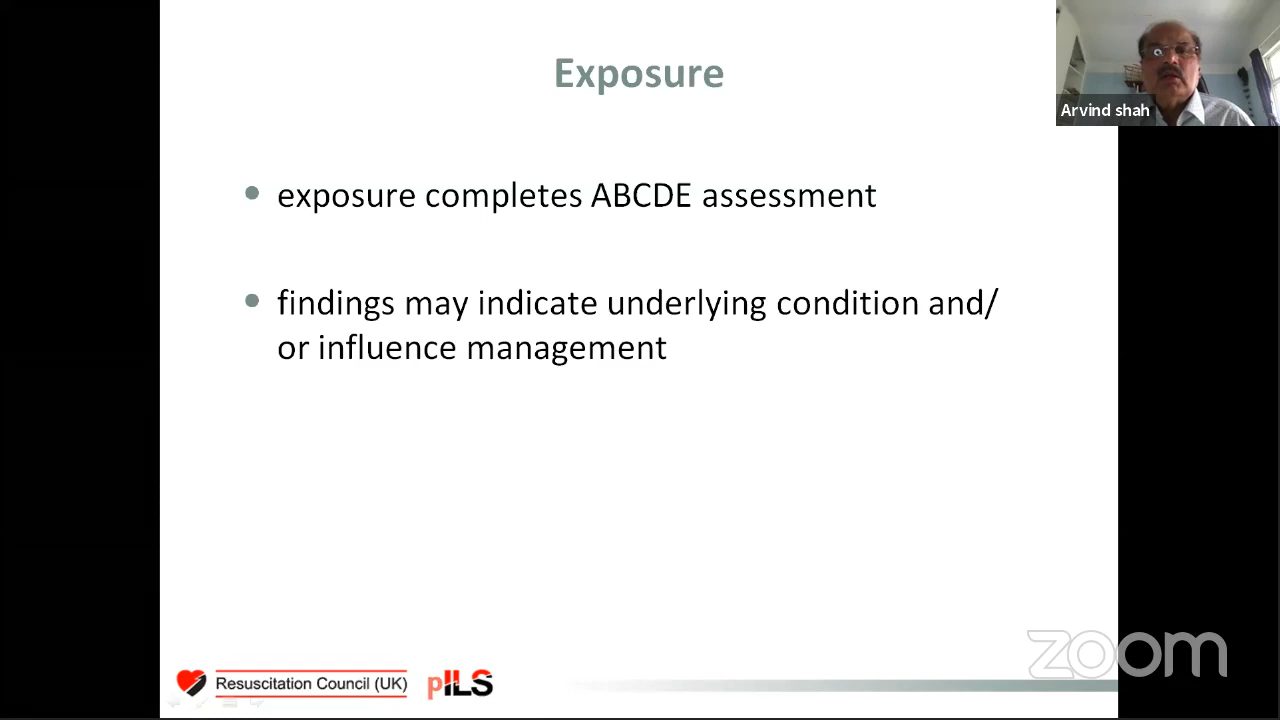 Exposure
Arvind shah
• exposure completes ABCDE assessment
• findings may indicate underlying condition and/
or influence management
Resuscitation Council (UK)
pILS
zoom